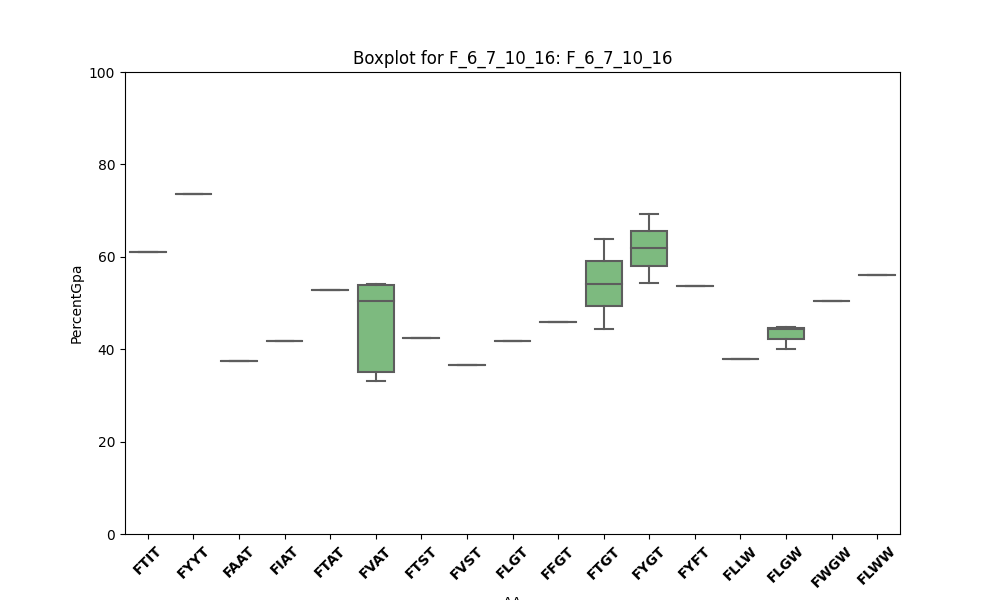 Boxplot for F_6_7_10_16: F_6_7_10_16
100
80
60
40
20
0
PercentGpa
FTIT
FYYT
FAAT
FIAT
FTAT
FVAT
FTST
FVST
FLGT
FFGT
FTGT
FYGT
FYFT
FLLW
FLGW
FWGW
FLWW